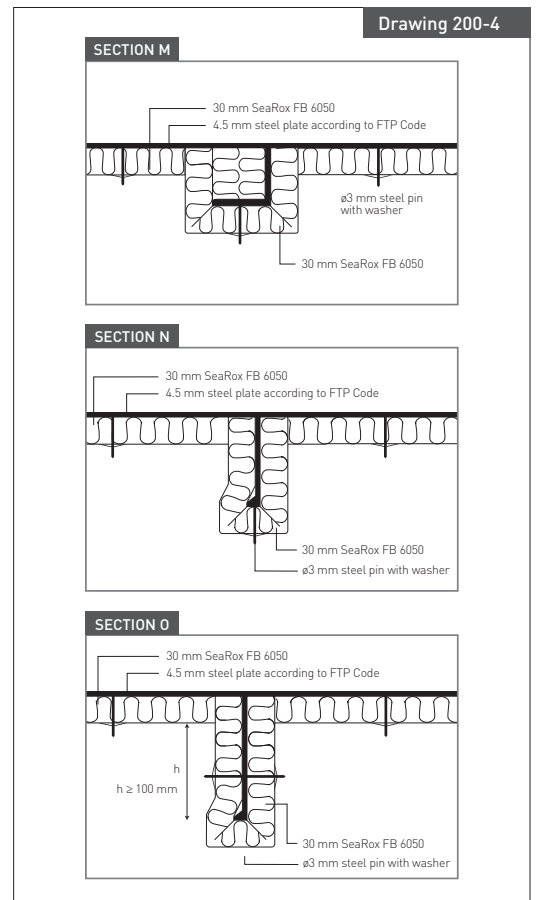 Drawing 200-4
SECTION M
30 mm SeaRox FB 6050
4.5 mm steel plate according to FTP Code
ø3 mm steel pin
with washer
30 mm SeaRox FB 6050
SECTION N
30 mm SeaRox FB 6050
4.5 mm steel plate according to FTP Code
30 mm SeaRox FB 6050
ø3 mm steel pin with washer
SECTION O
30 mm SeaRox FB 6050
4.5 mm steel plate according to FTP Code
h
h ≥ 100 mm
30 mm SeaRox FB 6050
ø3 mm steel pin with washer